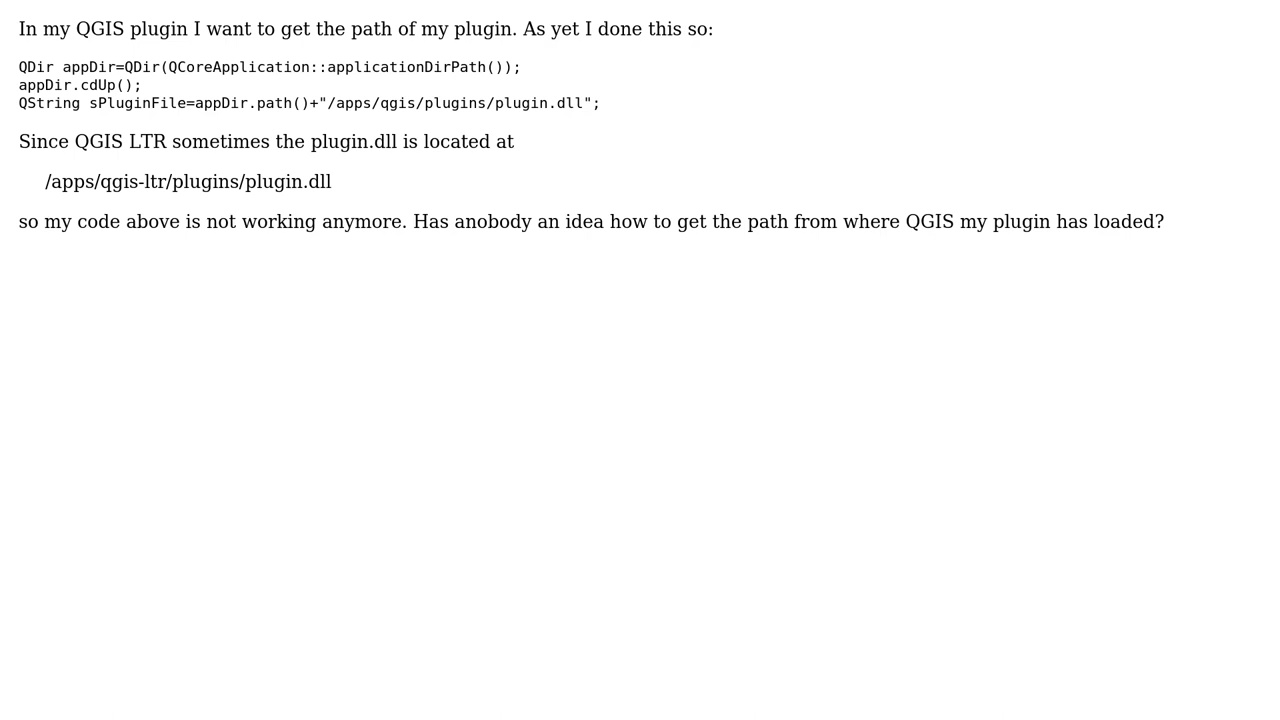 In my QGIS plugin I want to get the path of my plugin. As yet I done this so:
QDir appDir=QDir(QCoreApplication::applicationDirPath());
appDir.cdUp();
QString sPluginFile=appDir.path()+"/apps/qgis/plugins/plugin.dll";
Since QGIS LTR sometimes the plugin.dll is located at
/apps/qgis-ltr/plugins/plugin.dll
so my code above is not working anymore. Has anobody an idea how to get the path from where QGIS my plugin has loaded?